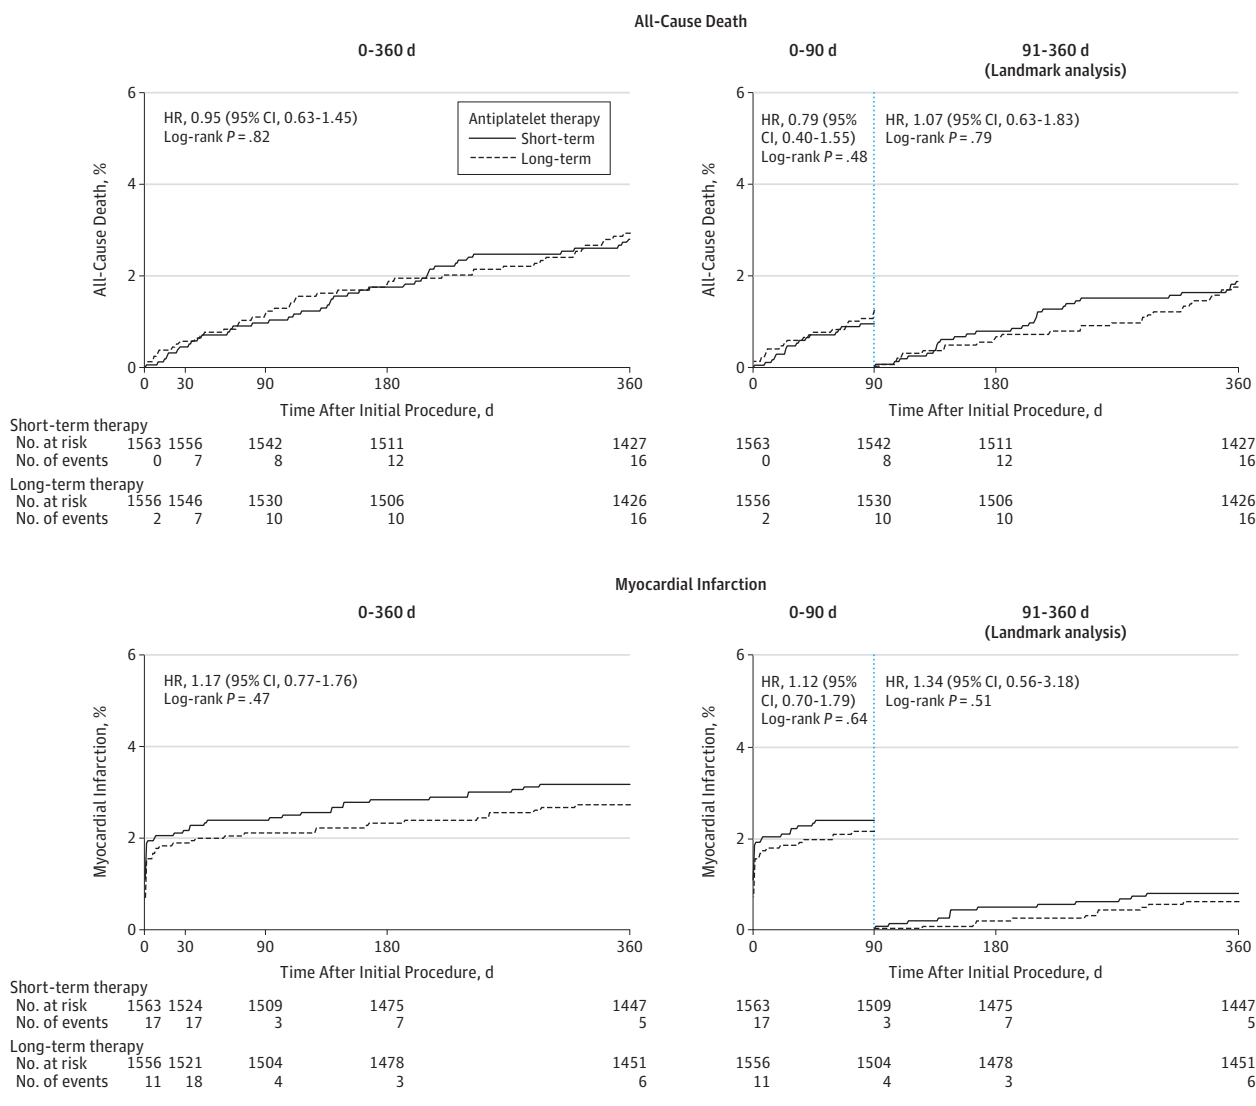 All-Cause Death
0-360 d
0-90 d
91-360 d
(Landmark analysis)
All-Cause Death, %
6
4
2
0
HR, 0.95 (95% CI, 0.63-1.45)
Log-rank P = .82
Antiplatelet therapy
Short-term
Long-term
0 30 90 180 360
Time After Initial Procedure, d
All-Cause Death, %
6
4
2
0
HR, 0.79 (95%
CI, 0.40-1.55)
Log-rank P = .48
HR, 1.07 (95% CI, 0.63-1.83)
Log-rank P = .79
0 90 180 360
Time After Initial Procedure, d
Short-term therapy
No. at risk 1563 1556 1542 1511 1427 1563 1542 1511 1427
No. of events 0 7 8 12 16 0 8 12 16
Long-term therapy
No. at risk 1556 1546 1530 1506 1426 1556 1530 1506 1426
No. of events 2 7 10 10 16 2 10 10 16
Myocardial Infarction
0-360 d
0-90 d
91-360 d
(Landmark analysis)
Myocardial Infarction, %
6
4
2
0
HR, 1.17 (95% CI, 0.77-1.76)
Log-rank P = .47
0 30 90 180 360
Time After Initial Procedure, d
Myocardial Infarction, %
6
4
2
0
HR, 1.12 (95%
CI, 0.70-1.79)
Log-rank P = .64
HR, 1.34 (95% CI, 0.56-3.18)
Log-rank P = .51
0 90 180 360
Time After Initial Procedure, d
Short-term therapy
No. at risk 1563 1524 1509 1475 1447 1563 1509 1475 1447
No. of events 17 17 3 7 5 17 3 7 5
Long-term therapy
No. at risk 1556 1521 1504 1478 1451 1556 1504 1478 1451
No. of events 11 18 4 3 6 11 4 3 6